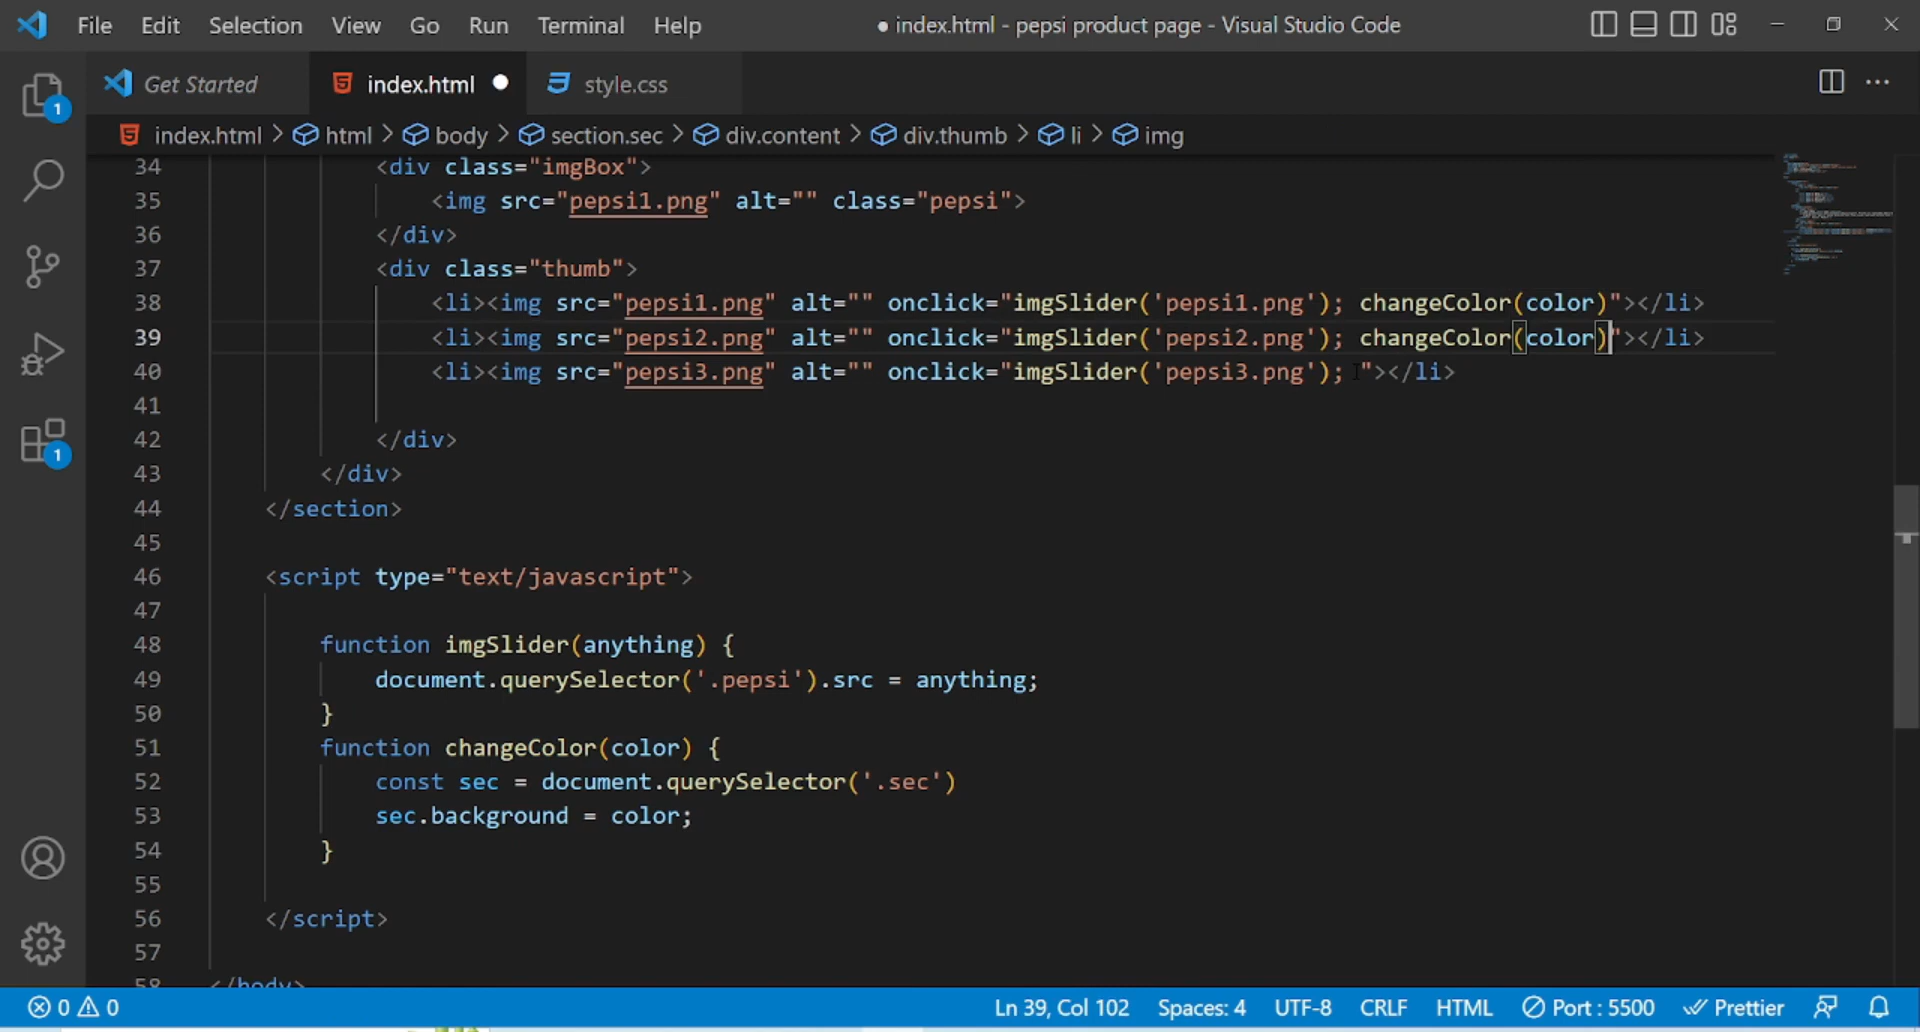 File Edit Selection View Go Run Terminal Help ● index.html - pepsi product page - Visual Studio Code
Get Started index.html style.css
index.html > html > body > section.sec > div.content > div.thumb > li > img
34 <div class="imgBox">
35 <img src="pepsi1.png" alt="" class="pepsi">
36 </div>
37 <div class="thumb">
38 <li><img src="pepsi1.png" alt="" onclick="imgSlider('pepsi1.png'); changeColor(color)"></li>
39 <li><img src="pepsi2.png" alt="" onclick="imgSlider('pepsi2.png'); changeColor(color)"></li>
40 <li><img src="pepsi3.png" alt="" onclick="imgSlider('pepsi3.png'); "></li>
41
42 </div>
43 </div>
44 </section>
45
46 <script type="text/javascript">
47
48 function imgSlider(anything) {
49 document.querySelector('.pepsi').src = anything;
50 }
51 function changeColor(color) {
52 const sec = document.querySelector('.sec')
53 sec.background = color;
54 }
55
56 </script>
57
58 </body>
1
1
0 0 Ln 39, Col 102 Spaces: 4 UTF-8 CRLF HTML Port : 5500 Prettier